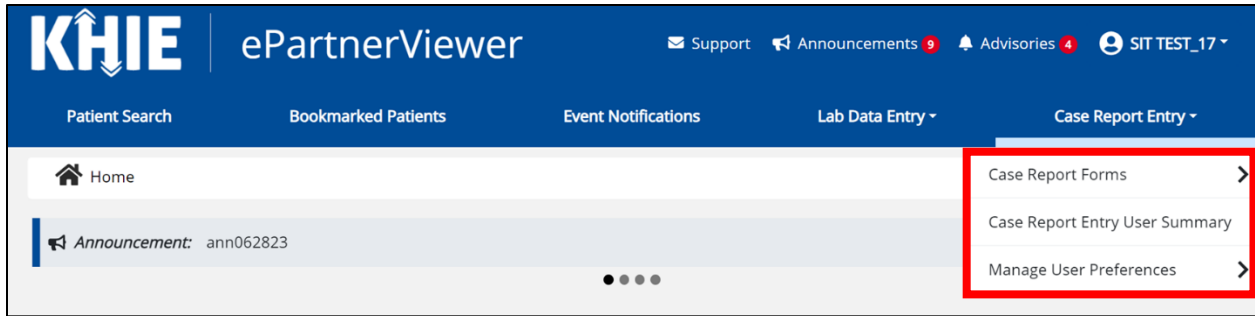 KHIE ePartnerViewer Support Announcements 9 Advisories 4 SIT TEST_17
Patient Search Bookmarked Patients Event Notifications Lab Data Entry Case Report Entry
Home
Case Report Forms
Case Report Entry User Summary
Announcement: ann062823
Manage User Preferences